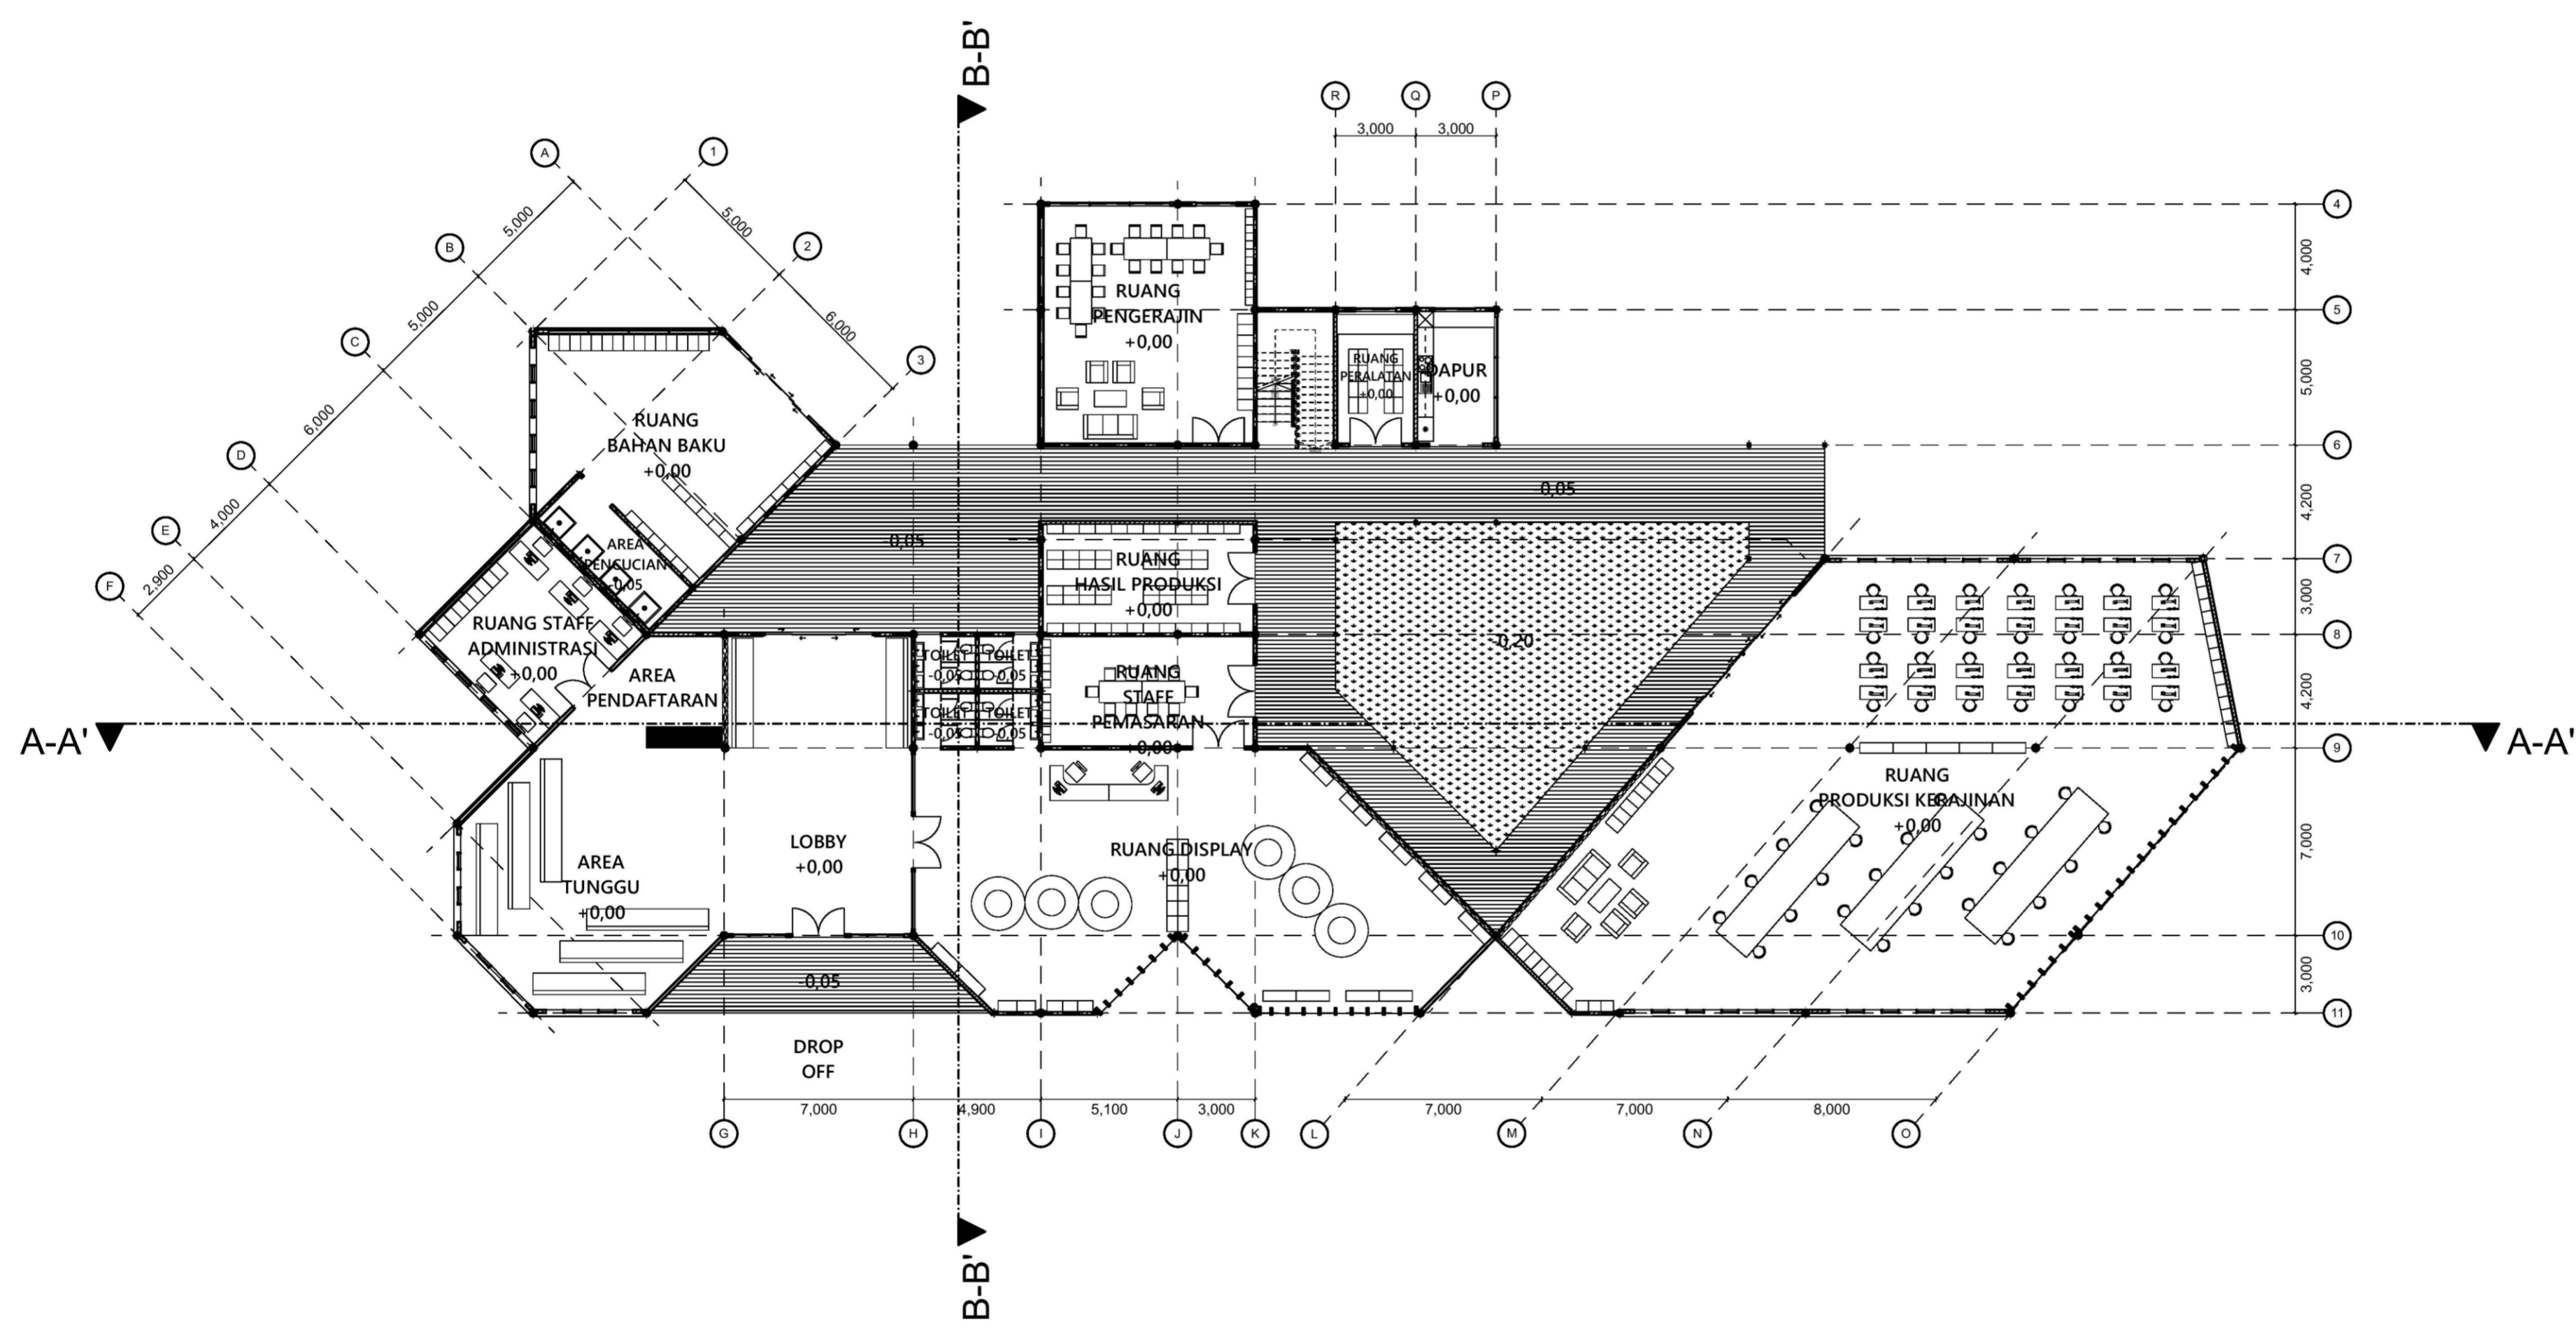 B-B'
R
Q
P
3,000
3,000
A
1
5,000
5,000
B
2
4
4,000
5,000
6,000
C
3
RUANG
PENGERAJIN
+0,00
5
RUANG
PERALATAN
+0,00
DAPUR
+0,00
5,000
6,000
D
RUANG
BAHAN BAKU
+0,00
6
-0,05
4,200
4,000
E
-0,05
AREA
PENCUCIAN
-0,05
RUANG
HASIL PRODUKSI
+0,00
7
2,900
F
3,000
RUANG STAFF
ADMINISTRASI
+0,00
-0,20
8
AREA
PENDAFTARAN
TOILET
-0,05
TOILET
-0,05
TOILET
-0,05
TOILET
-0,05
RUANG
STAFF
PEMASARAN
+0,00
4,200
A-A'
A-A'
9
RUANG
PRODUKSI KERAJINAN
+0,00
LOBBY
+0,00
RUANG DISPLAY
+0,00
7,000
AREA
TUNGGU
+0,00
10
-0,05
3,000
11
DROP
OFF
7,000
4,900
5,100
3,000
7,000
7,000
8,000
G
H
I
J
K
L
M
N
O
B-B'